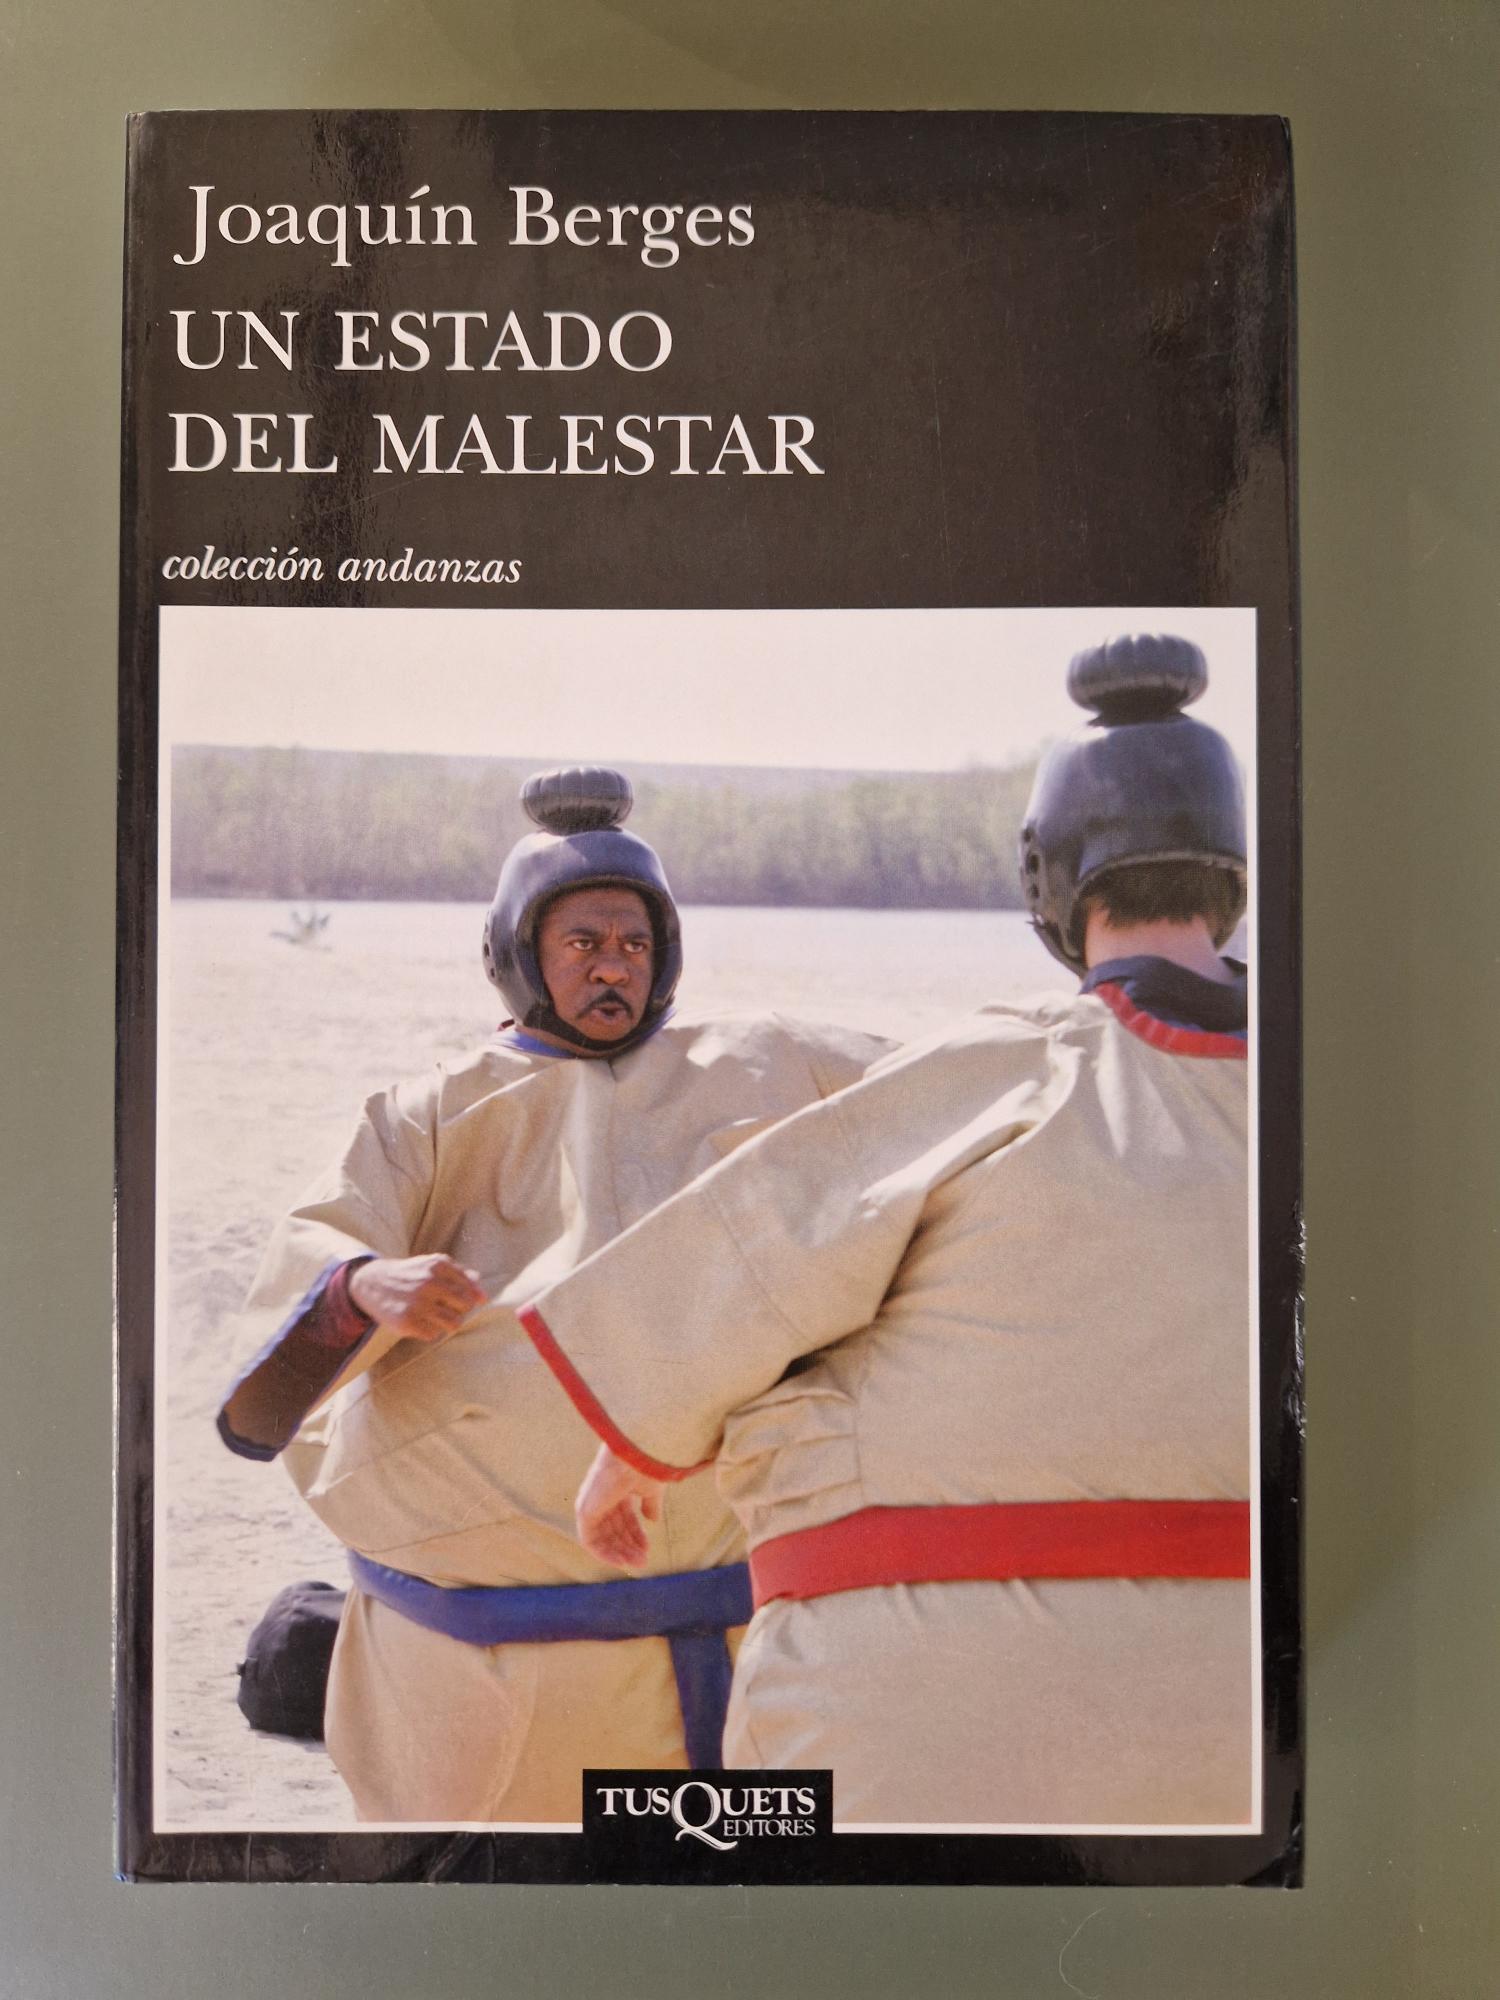 Joaquín Berges
UN ESTADO
DEL MALESTAR
colección andanzas
TUSQUETS
EDITORES